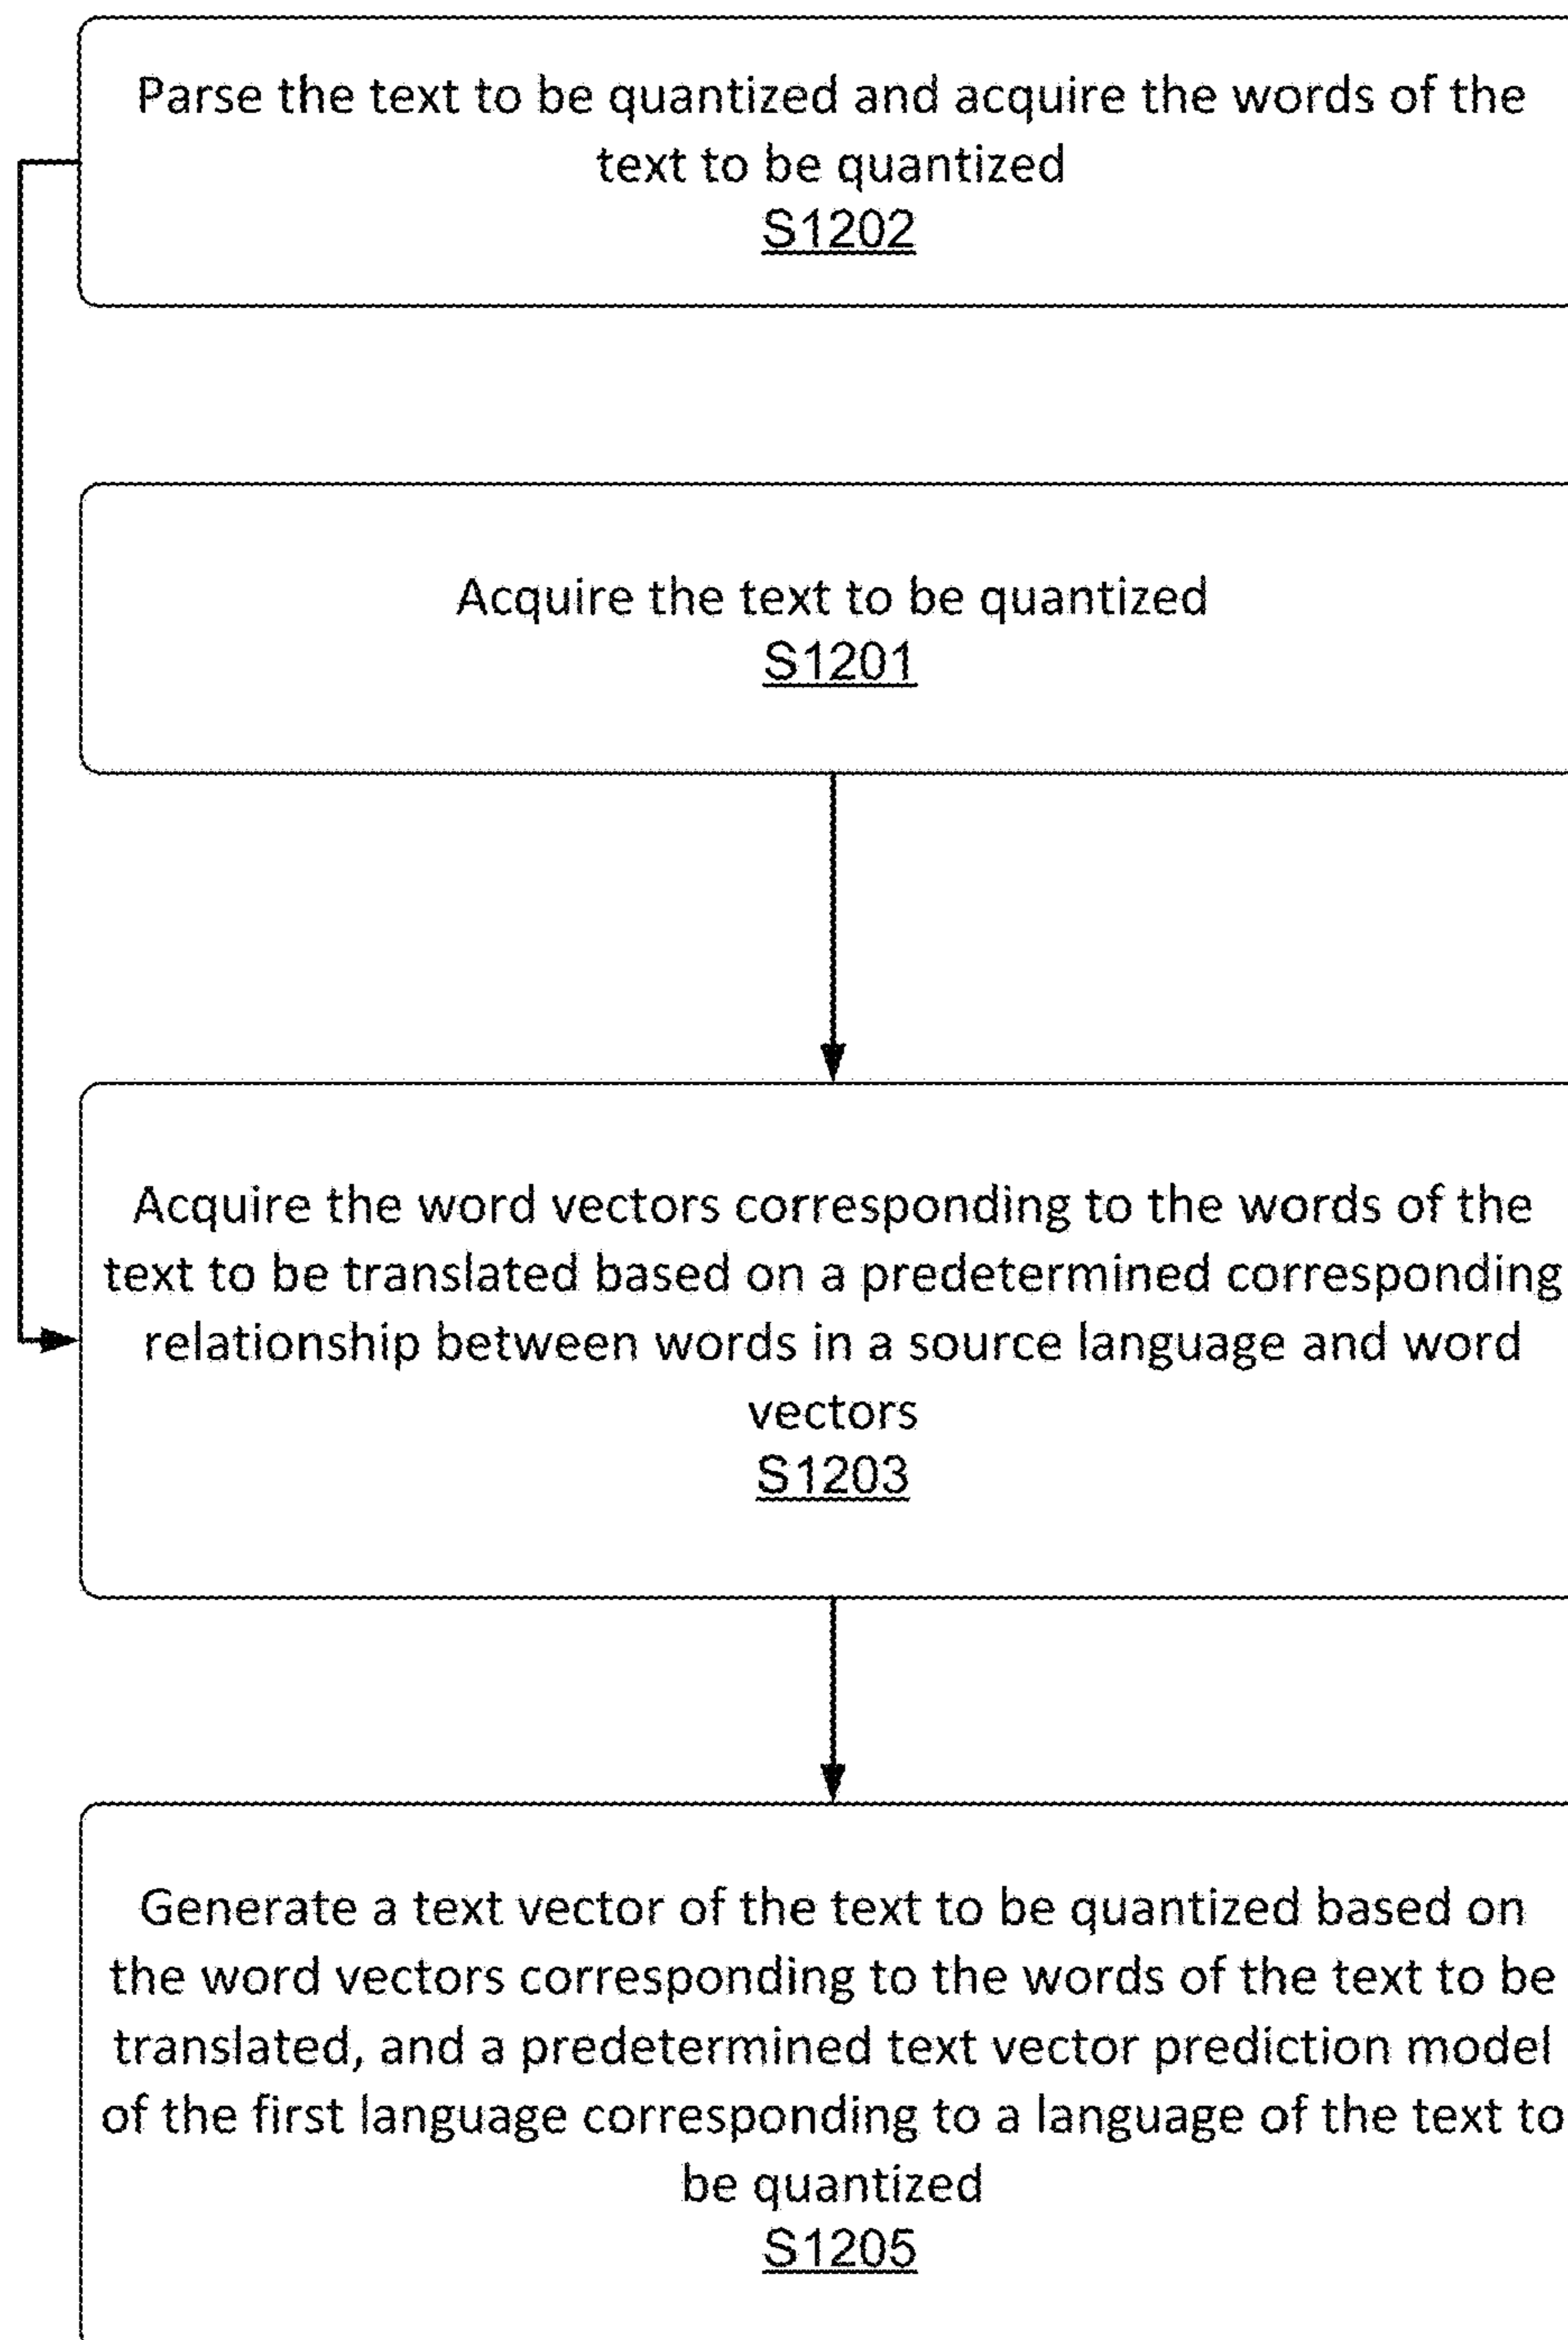 Parse the text to be quantized and acquire the words of the
text to be quantized
S1202
Acquire the text to be quantized
S1201
Acquire the word vectors corresponding to the words of the
text to be translated based on a predetermined corresponding
relationship between words in a source language and word
vectors
S1203
Generate a text vector of the text to be quantized based on
the word vectors corresponding to the words of the text to be
translated, and a predetermined text vector prediction model
of the first language corresponding to a language of the text to
be quantized
S1205